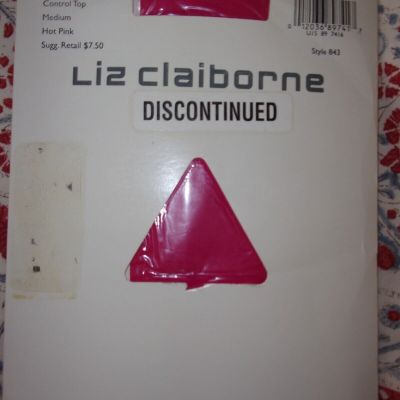 Control Top
Medium
Hot Pink
Sugg. Retail $7.50
Style 843
Liz claiborne
DISCONTINUED